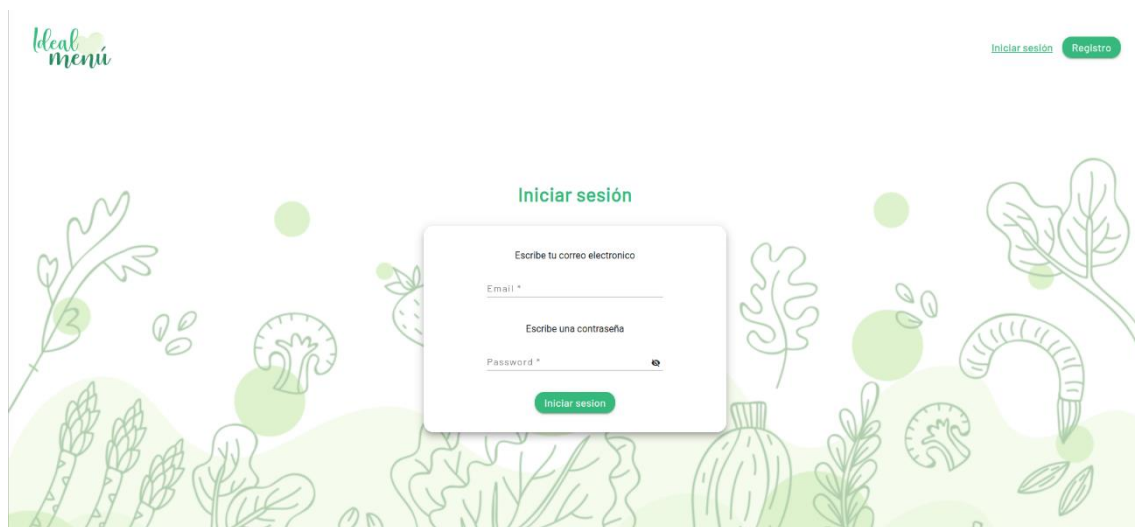 Ideal
menú
Iniciar sesión
Registro
Iniciar sesión
Escribe tu correo electronico
Email *
Escribe una contraseña
Password *
Iniciar sesion